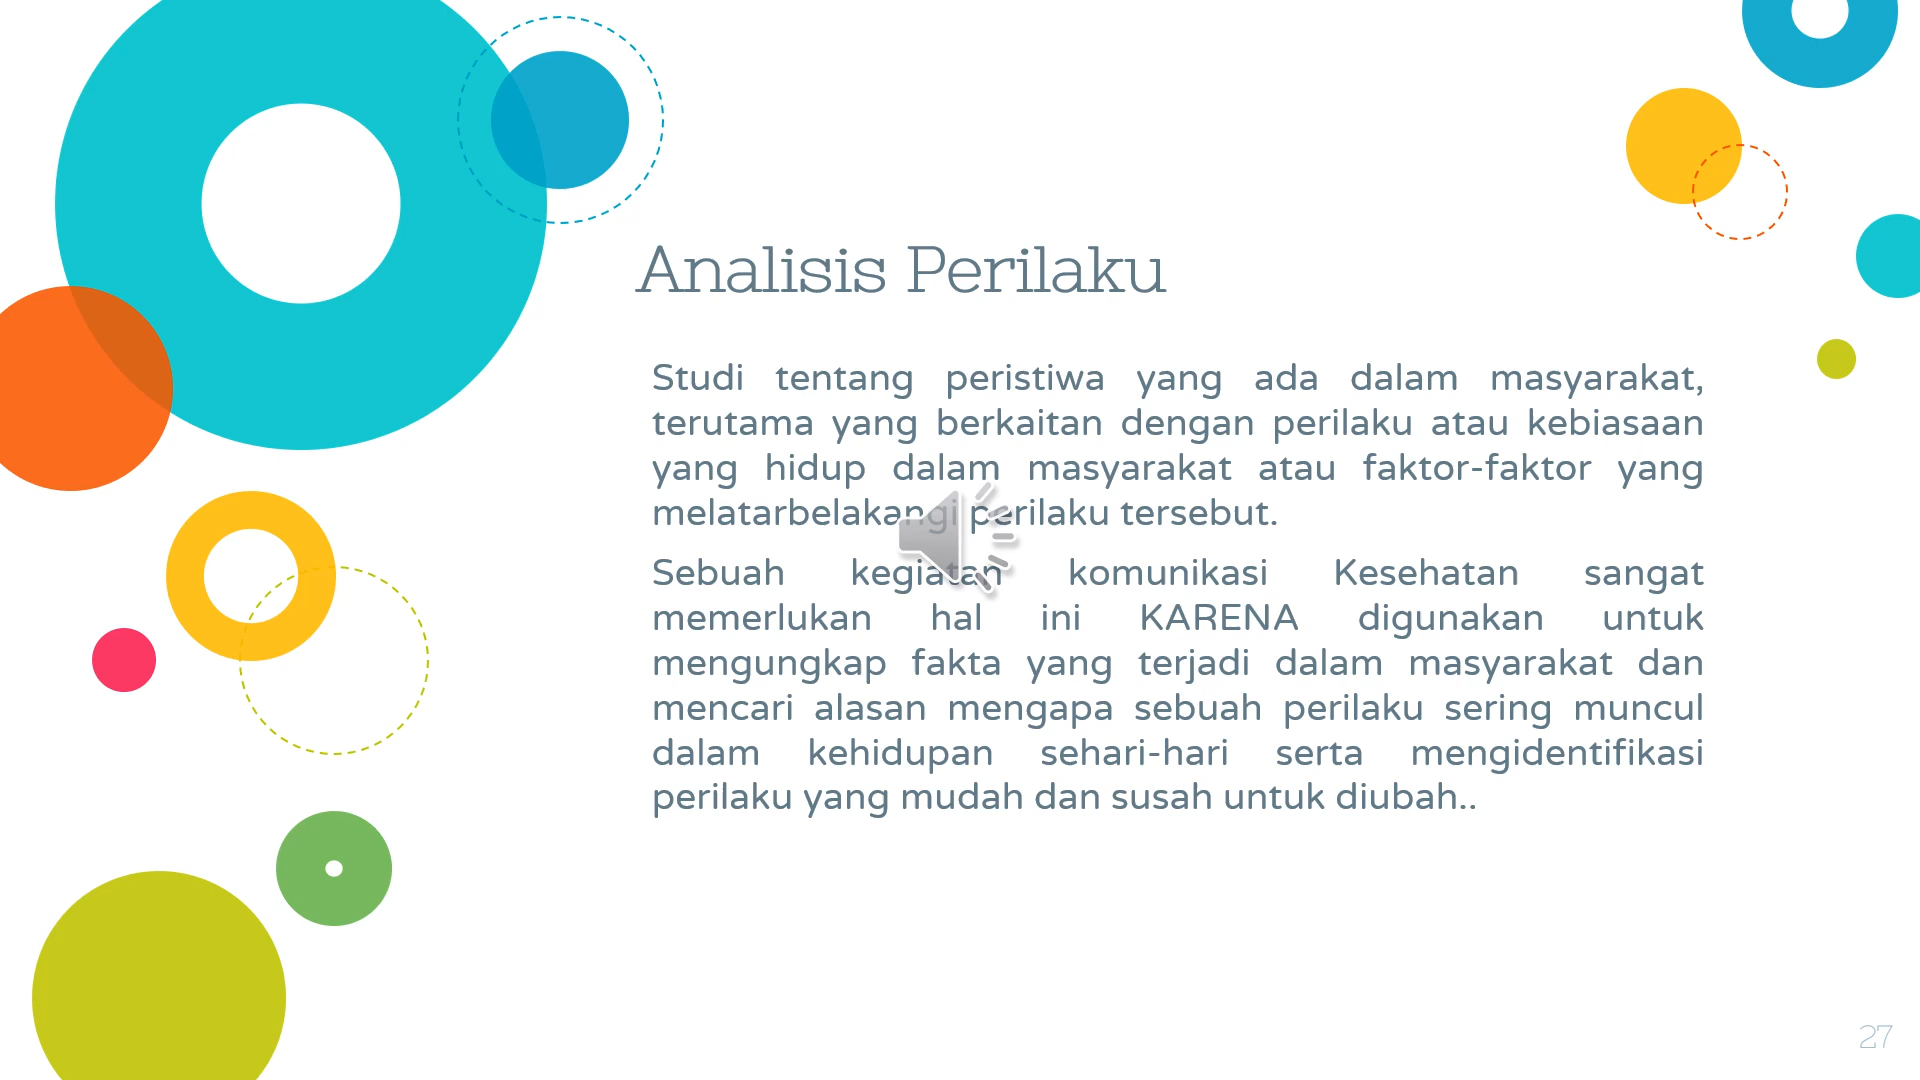 Analisis Perilaku
Studi tentang peristiwa yang ada dalam masyarakat,
terutama yang berkaitan dengan perilaku atau kebiasaan
yang hidup dalam masyarakat atau faktor-faktor yang
melatarbelakangi perilaku tersebut.
Sebuah kegiatan komunikasi Kesehatan sangat
memerlukan hal ini KARENA digunakan untuk
mengungkap fakta yang terjadi dalam masyarakat dan
mencari alasan mengapa sebuah perilaku sering muncul
dalam kehidupan sehari-hari serta mengidentifikasi
perilaku yang mudah dan susah untuk diubah..
27